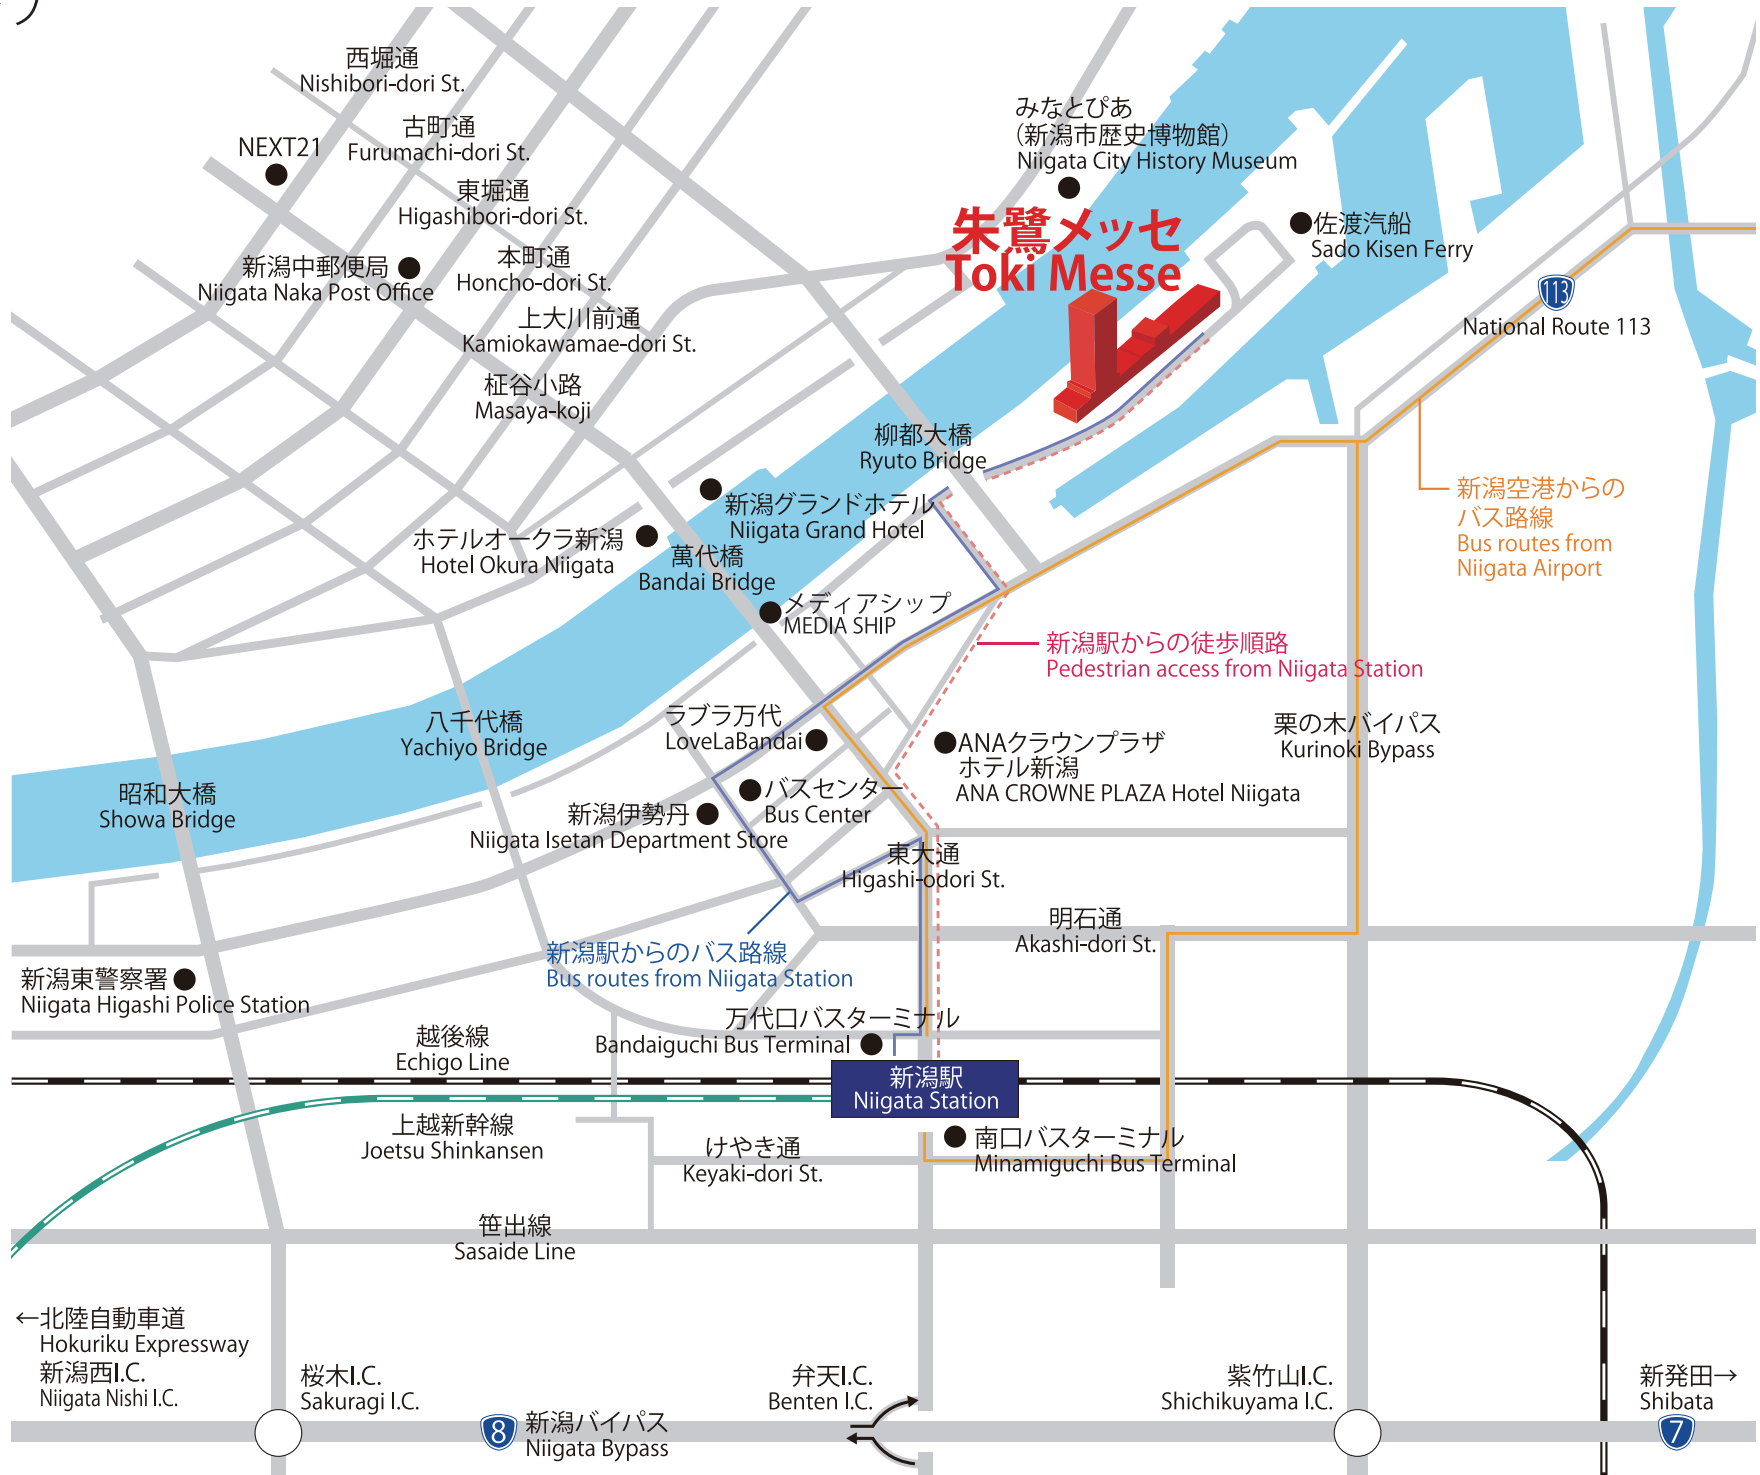 西堀通
Nishibori-dori St.
NEXT21
古町通
Furumachi-dori St.
東堀通
Higashibori-dori St.
新潟中郵便局
Niigata Naka Post Office
本町通
Honcho-dori St.
上大川前通
Kamiokawamae-dori St.
柾谷小路
Masaya-koji
みなとぴあ
(新潟市歴史博物館)
Niigata City History Museum
朱鷺メッセ
Toki Messe
佐渡汽船
Sado Kisen Ferry
113
National Route 113
柳都大橋
Ryuto Bridge
新潟空港からの
バス路線
Bus routes from
Niigata Airport
新潟グランドホテル
Niigata Grand Hotel
ホテルオークラ新潟
Hotel Okura Niigata
萬代橋
Bandai Bridge
メディアシップ
MEDIA SHIP
新潟駅からの徒歩順路
Pedestrian access from Niigata Station
八千代橋
Yachiyo Bridge
ラブラ万代
LoveLaBandai
ANAクラウンプラザ
ホテル新潟
ANA CROWNE PLAZA Hotel Niigata
栗の木バイパス
Kurinoki Bypass
昭和大橋
Showa Bridge
バスセンター
Bus Center
新潟伊勢丹
Niigata Isetan Department Store
東大通
Higashi-odori St.
明石通
Akashi-dori St.
新潟駅からのバス路線
Bus routes from Niigata Station
新潟東警察署
Niigata Higashi Police Station
万代口バスターミナル
Bandaiguchi Bus Terminal
越後線
Echigo Line
新潟駅
Niigata Station
上越新幹線
Joetsu Shinkansen
けやき通
Keyaki-dori St.
南口バスターミナル
Minamiguchi Bus Terminal
笹出線
Sasaide Line
←北陸自動車道
Hokuriku Expressway
新潟西I.C.
Niigata Nishi I.C.
桜木I.C.
Sakuragi I.C.
弁天I.C.
Benten I.C.
紫竹山I.C.
Shichikuyama I.C.
新発田→
Shibata
8
新潟バイパス
Niigata Bypass
7